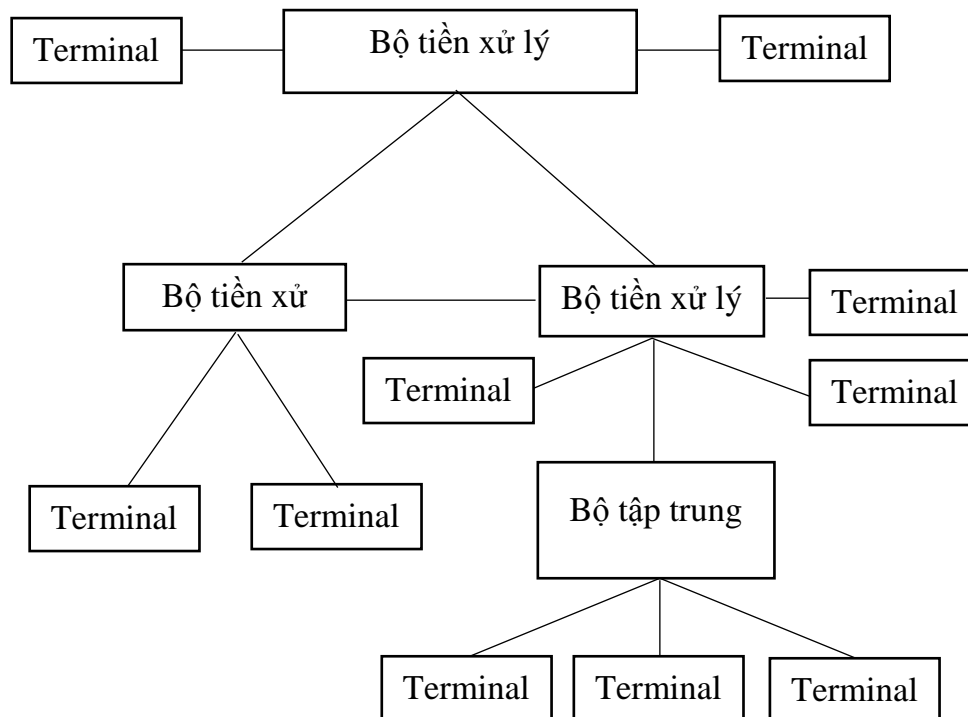 Terminal
Bộ tiền xử lý
Terminal
Bộ tiền xử
Bộ tiền xử lý
Terminal
Terminal
Terminal
Terminal
Terminal
Bộ tập trung
Terminal
Terminal
Terminal